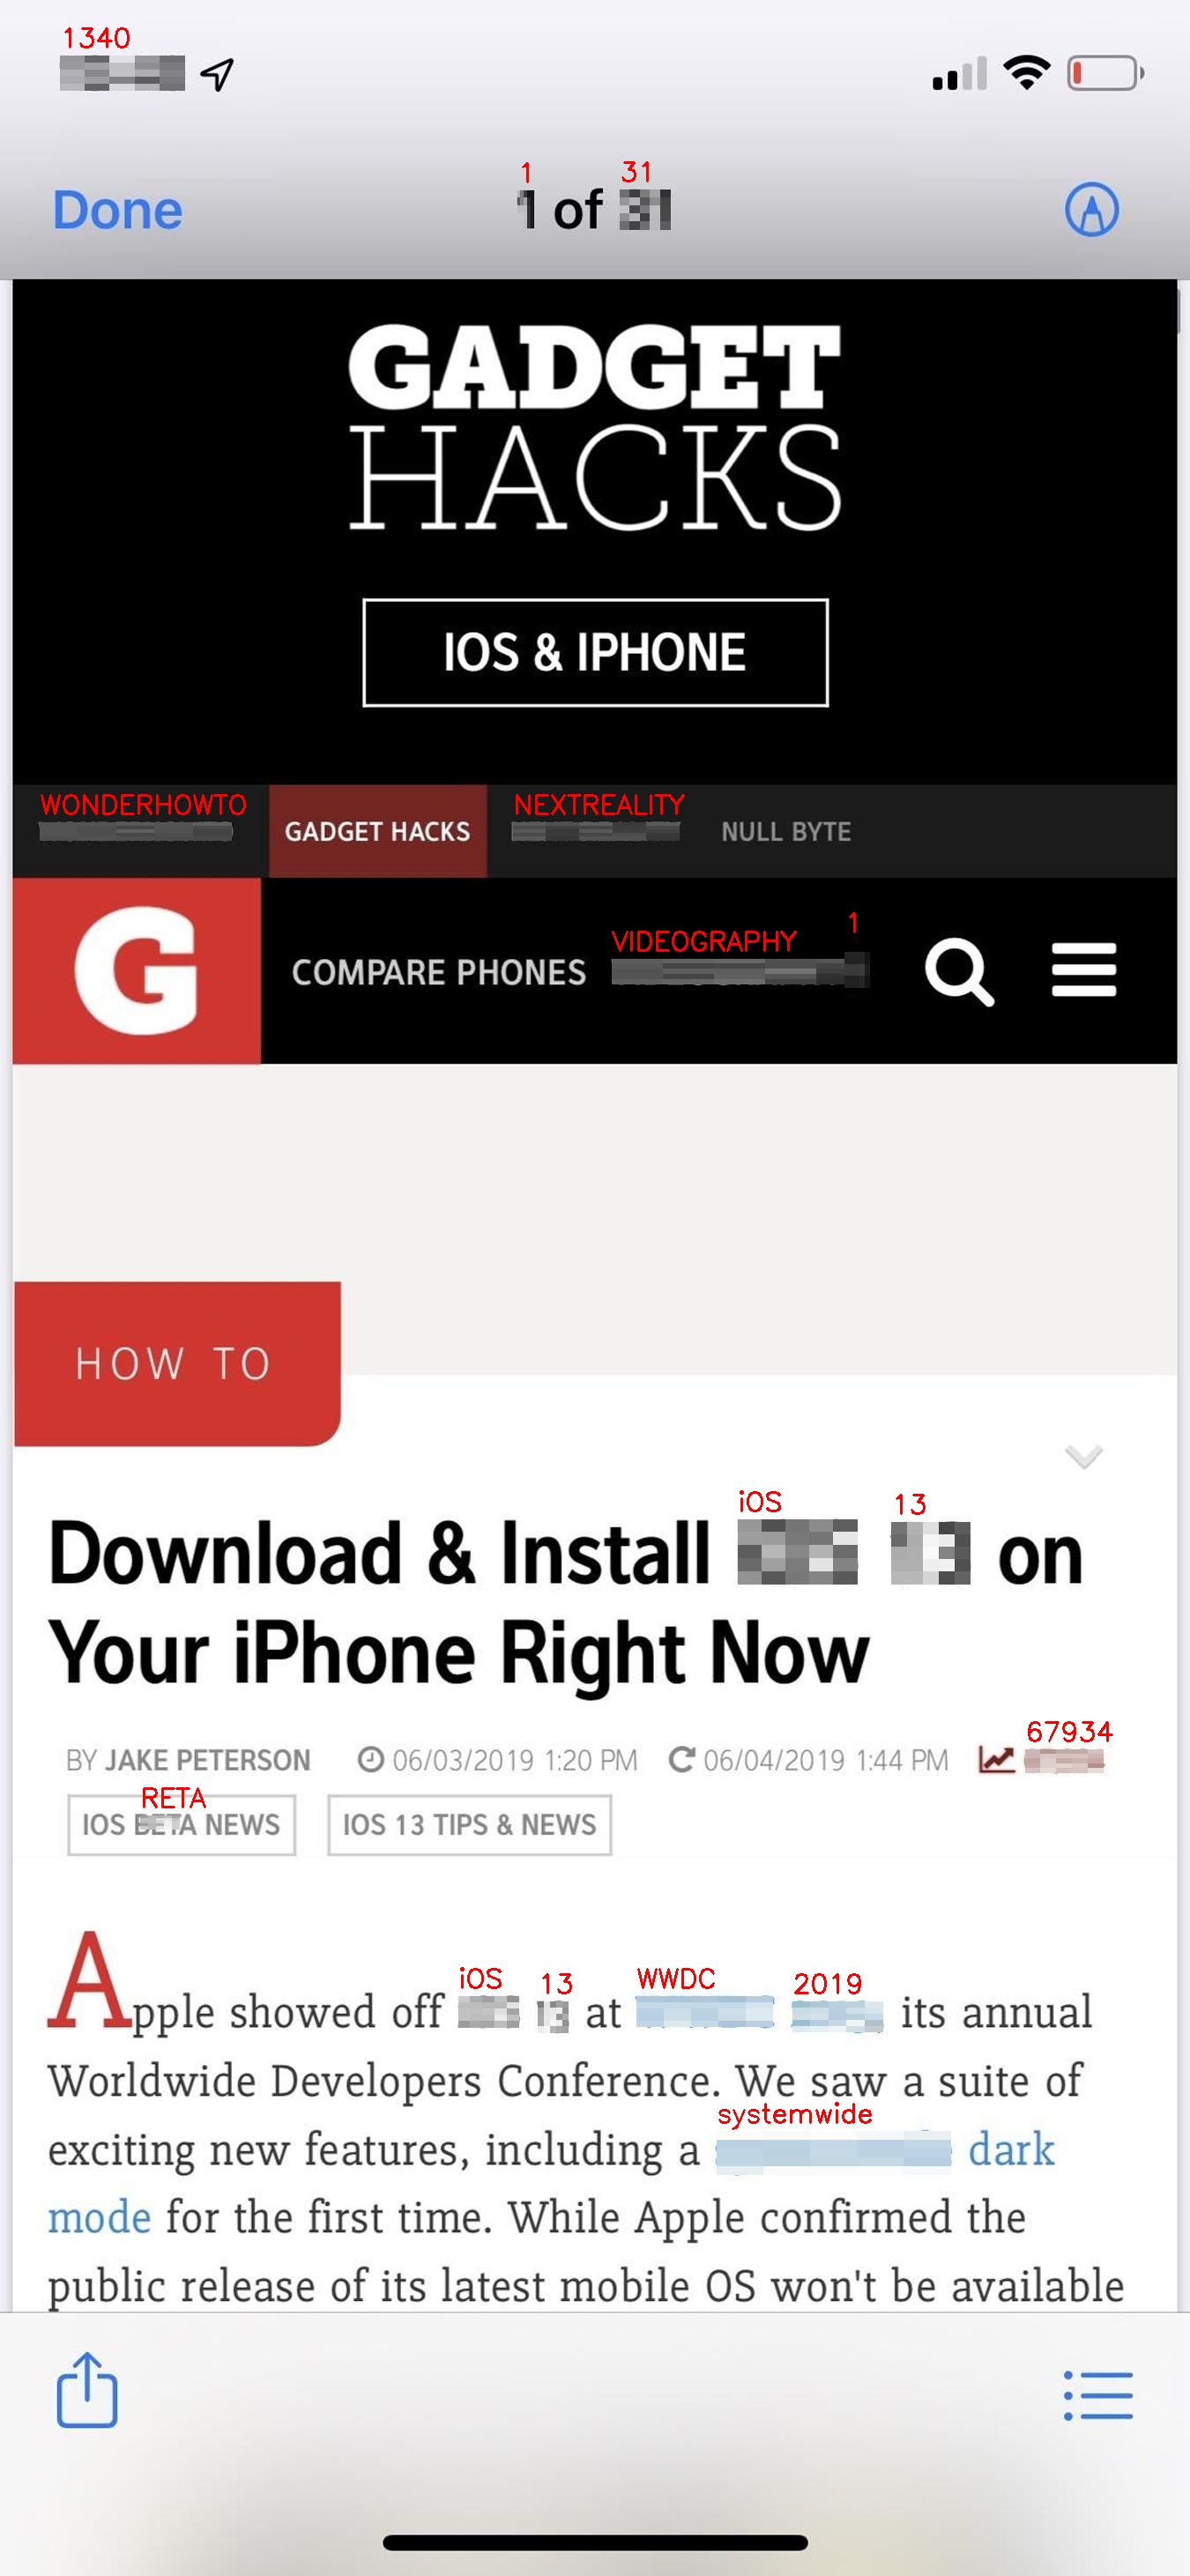 1340
1 31
Done 1 of 31
GADGET
HACKS
IOS & IPHONE
WONDERHOWTO NEXTREALITY
GADGET HACKS NULL BYTE
VIDEOGRAPHY 1
G COMPARE PHONES
HOW TO
iOS 13
Download & Install on
Your iPhone Right Now
67934
BY JAKE PETERSON 06/03/2019 1:20 PM 06/04/2019 1:44 PM
RETA
IOS BETA NEWS IOS 13 TIPS & NEWS
iOS 13 WWDC 2019
Apple showed off 13 at its annual
Worldwide Developers Conference. We saw a suite of
systemwide
exciting new features, including a dark
mode for the first time. While Apple confirmed the
public release of its latest mobile OS won't be available